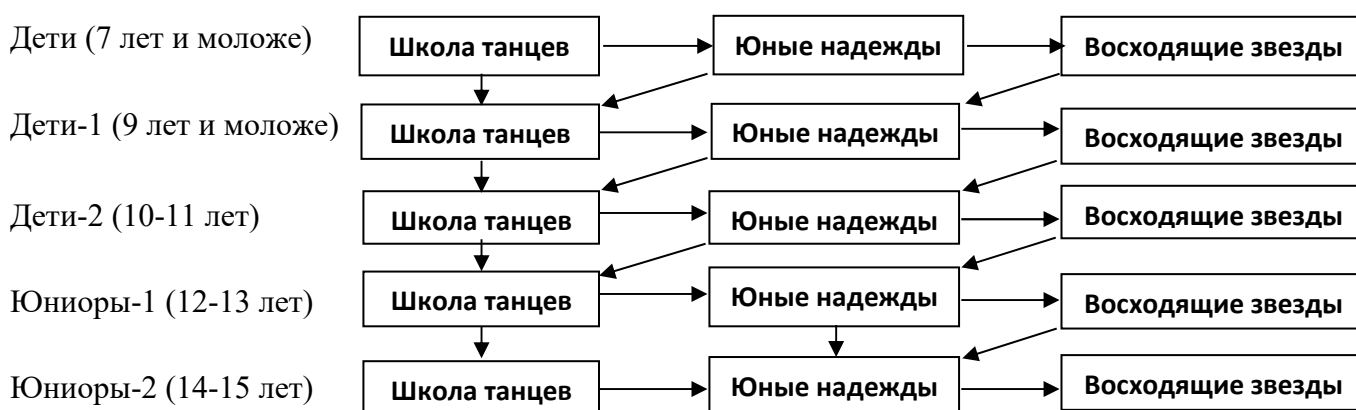 Дети (7 лет и моложе) Школа танцев Юные надежды Восходящие звезды
Дети-1 (9 лет и моложе) Школа танцев Юные надежды Восходящие звезды
Дети-2 (10-11 лет) Школа танцев Юные надежды Восходящие звезды
Юниоры-1 (12-13 лет) Школа танцев Юные надежды Восходящие звезды
Юниоры-2 (14-15 лет) Школа танцев Юные надежды Восходящие звезды